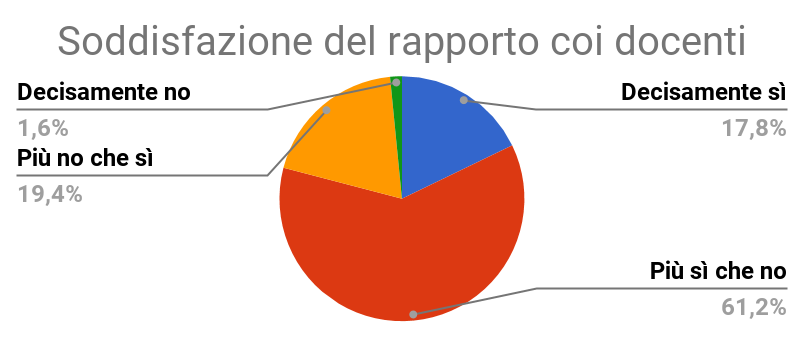 Soddisfazione del rapporto coi docenti
Decisamente no
1,6%
Più no che sì
19,4%
Decisamente sì
17,8%
Più sì che no
61,2%